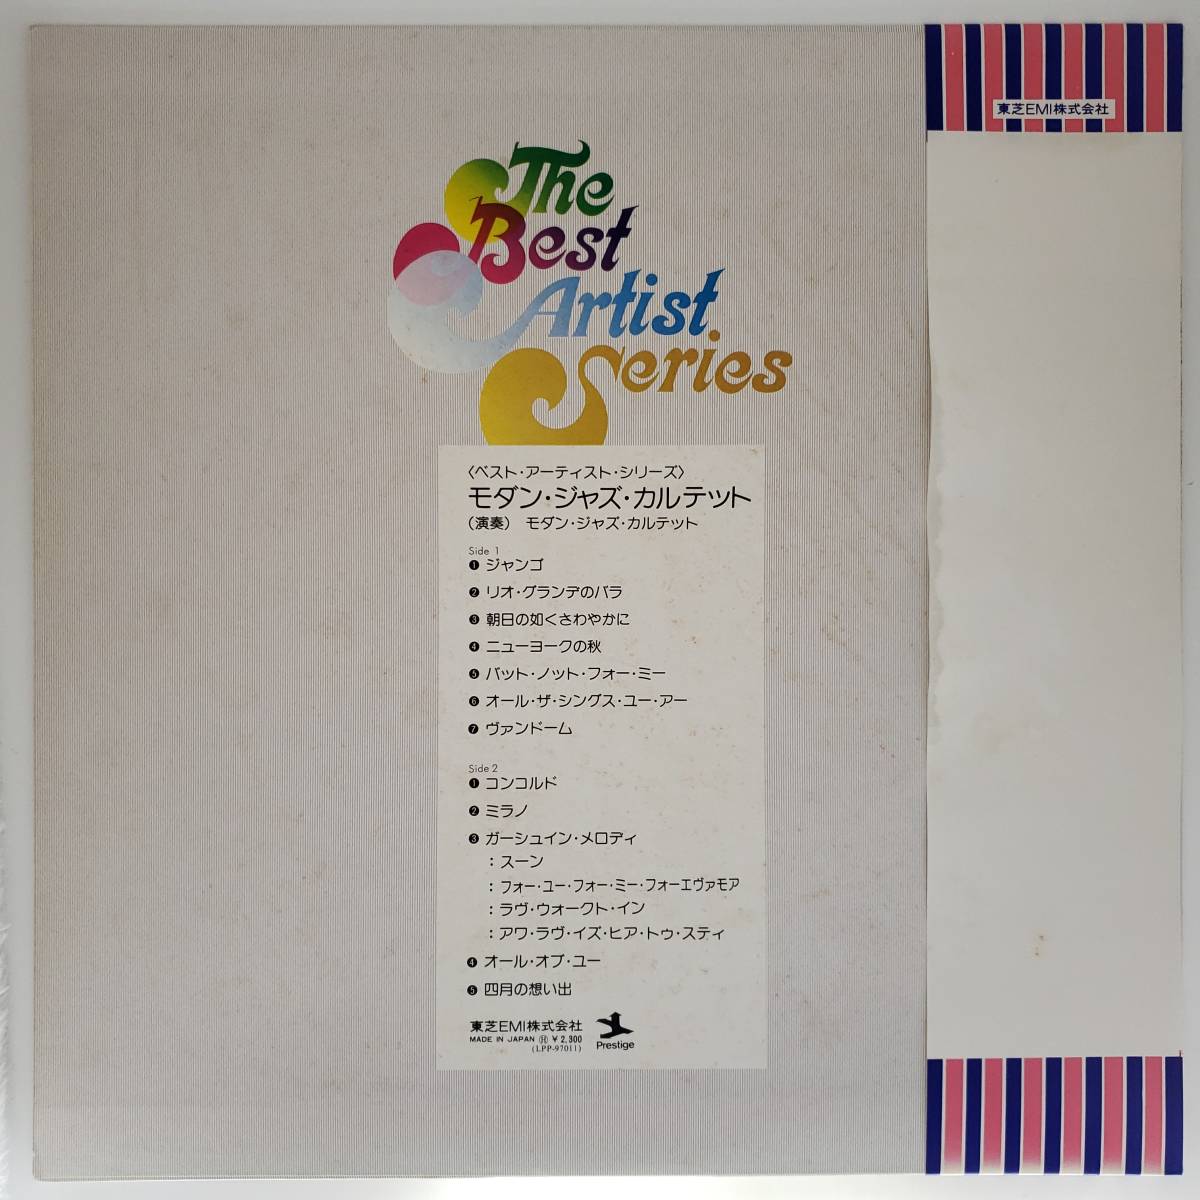 東芝EMI株式会社
The
Best
Artist
Series
〈ベスト・アーティスト・シリーズ〉
モダン・ジャズ・カルテット
(演奏) モダン・ジャズ・カルテット
Side 1
❶ ジャンゴ
❷ リオ・グランデのバラ
❸ 朝日の如くさわやかに
❹ ニューヨークの秋
❺ バット・ノット・フォー・ミー
❻ オール・ザ・シングス・ユー・アー
❼ ヴァンドーム
Side 2
❶ コンコルド
❷ ミラノ
❸ ガーシュイン・メロディ
:スーン
:フォー・ユー・フォー・ミー・フォーエヴァモア
:ラヴ・ウォークト・イン
:アワ・ラヴ・イズ・ヒア・トゥ・スティ
❹ オール・オブ・ユー
❺ 四月の想い出
東芝EMI株式会社
MADE IN JAPAN Ⓗ ¥2,300
(LPP-97011)
Prestige